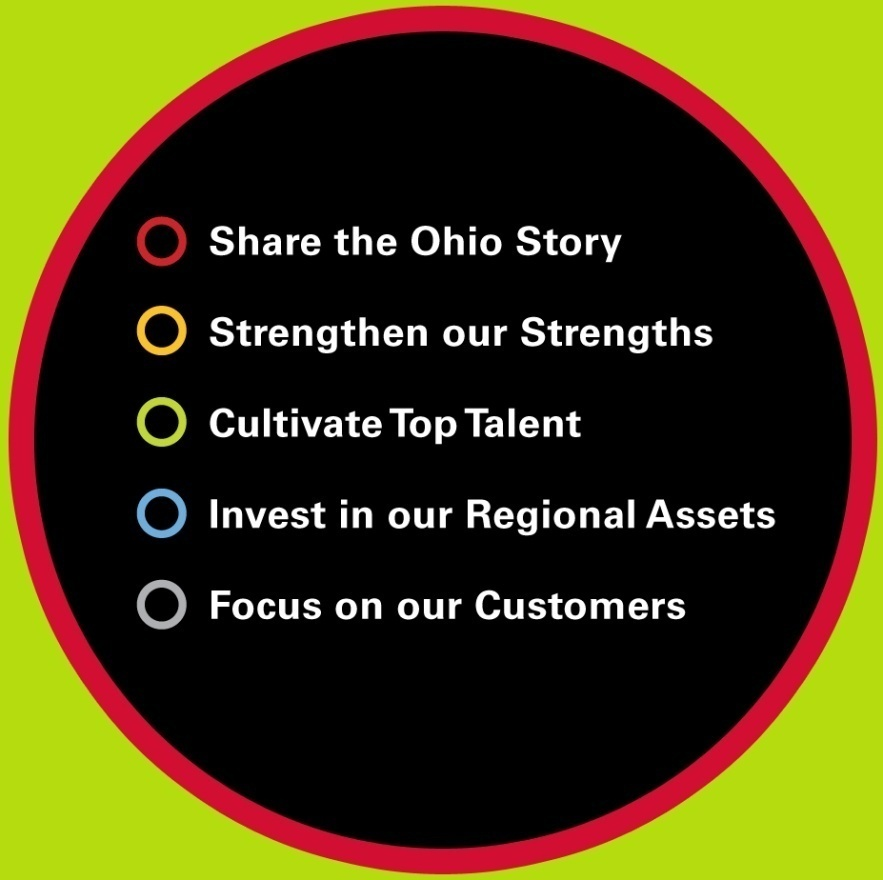 Share the Ohio Story
Strengthen our Strengths
Cultivate Top Talent
Invest in our Regional Assets
Focus on our Customers